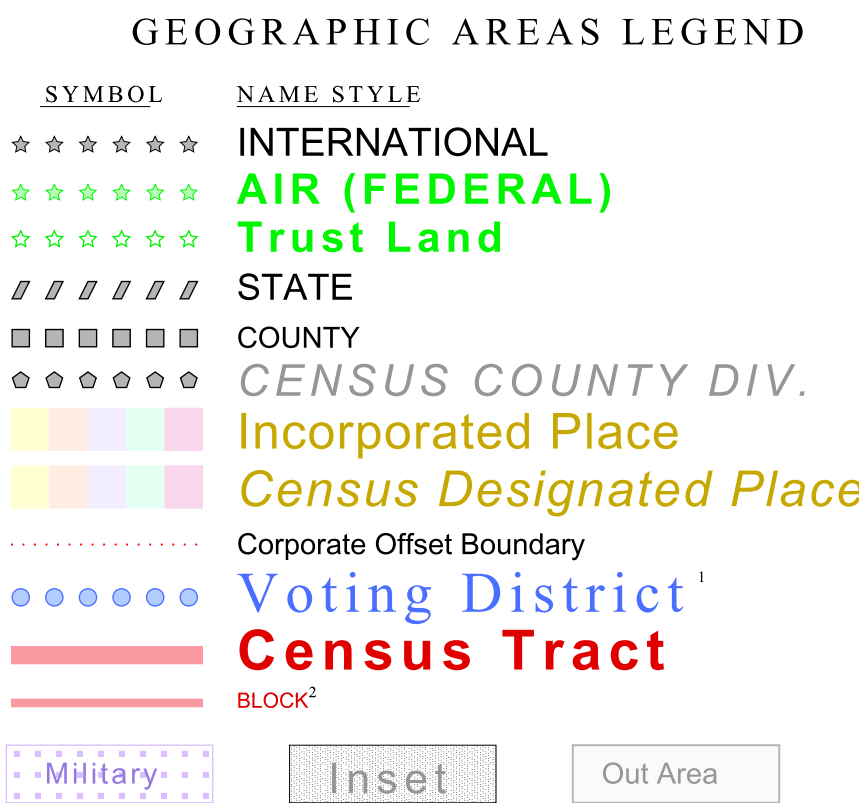 GEOGRAPHIC AREAS LEGEND
SYMBOL NAME STYLE
INTERNATIONAL
AIR (FEDERAL)
Trust Land
STATE
COUNTY
CENSUS COUNTY DIV.
Incorporated Place
Census Designated Place
Corporate Offset Boundary
Voting District 1
Census Tract
BLOCK2
Military Inset Out Area